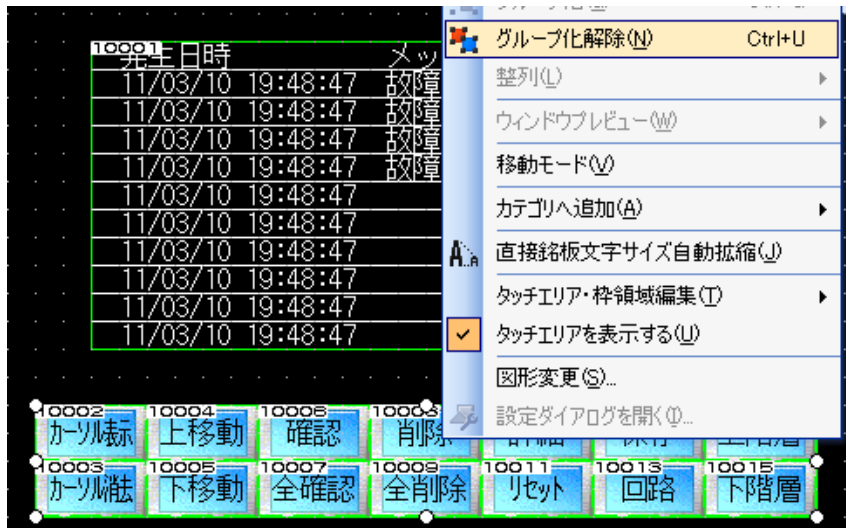 グループ化解除(N) Ctrl+U
整列(L)
ウィンドウプレビュー(W)
移動モード(V)
カテゴリへ追加(A)
直接銘板文字サイズ自動拡縮(J)
タッチエリア・枠領域編集(T)
タッチエリアを表示する(U)
図形変更(S)...
設定ダイアログを開く(I)...
10001
発生日時 メッ
11/03/10 19:48:47 故障
11/03/10 19:48:47 故障
11/03/10 19:48:47 故障
11/03/10 19:48:47 故障
11/03/10 19:48:47
11/03/10 19:48:47
11/03/10 19:48:47
11/03/10 19:48:47
11/03/10 19:48:47
11/03/10 19:48:47
10002 10004 10006 10008
カーソル表示 上移動 確認 削除
10003 10005 10007 10009 10011 10013 10015
カーソル消去 下移動 全確認 全削除 リセット 回路 下階層